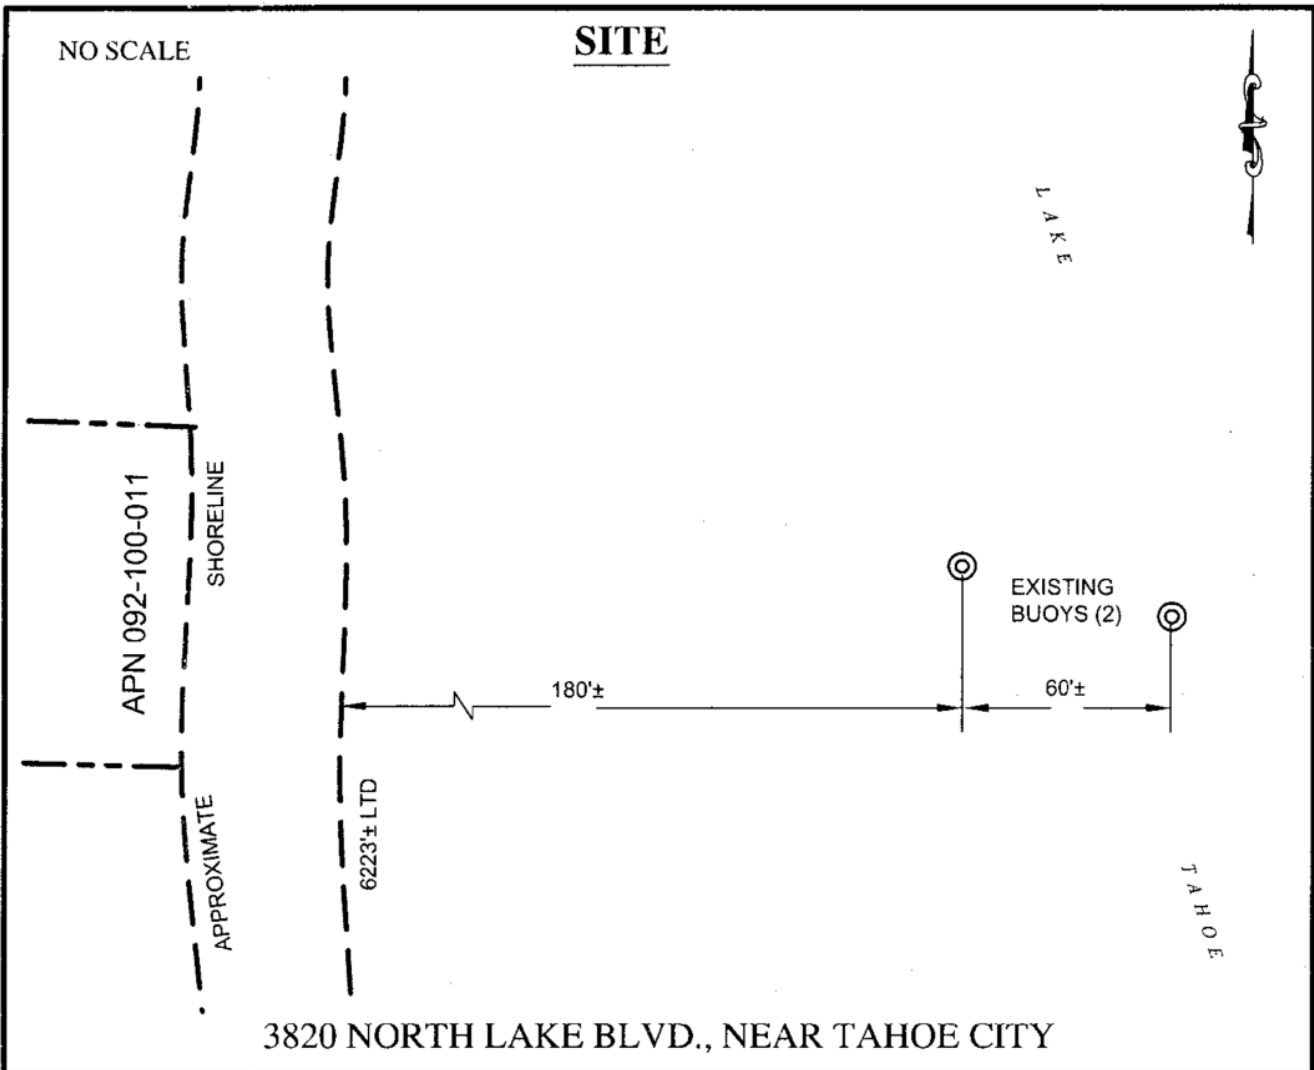 NO SCALE
SITE
LAKE
APN 092-100-011
SHORELINE
EXISTING
BUOYS (2)
180'±
60'±
6223'± LTD
APPROXIMATE
TAHOE
3820 NORTH LAKE BLVD., NEAR TAHOE CITY